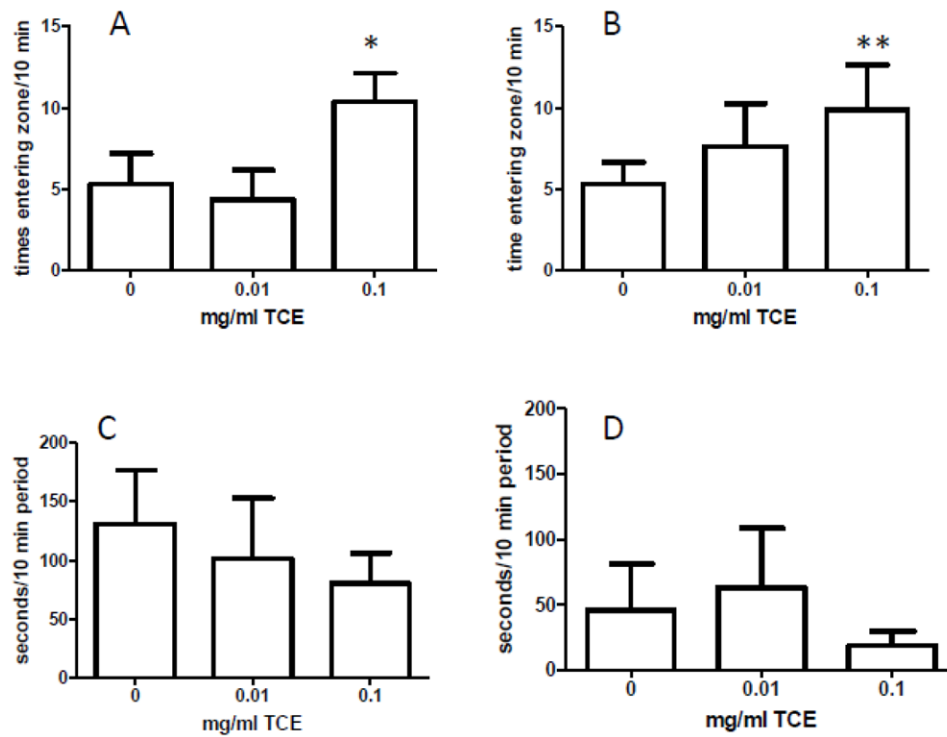 A
times entering zone/10 min
15
10
5
0
*
0 0.01 0.1
mg/ml TCE
B
time entering zone/10 min
15
10
5
0
**
0 0.01 0.1
mg/ml TCE
C
seconds/10 min period
200
150
100
50
0
0 0.01 0.1
mg/ml TCE
D
seconds/10 min period
200
150
100
50
0
0 0.01 0.1
mg/ml TCE